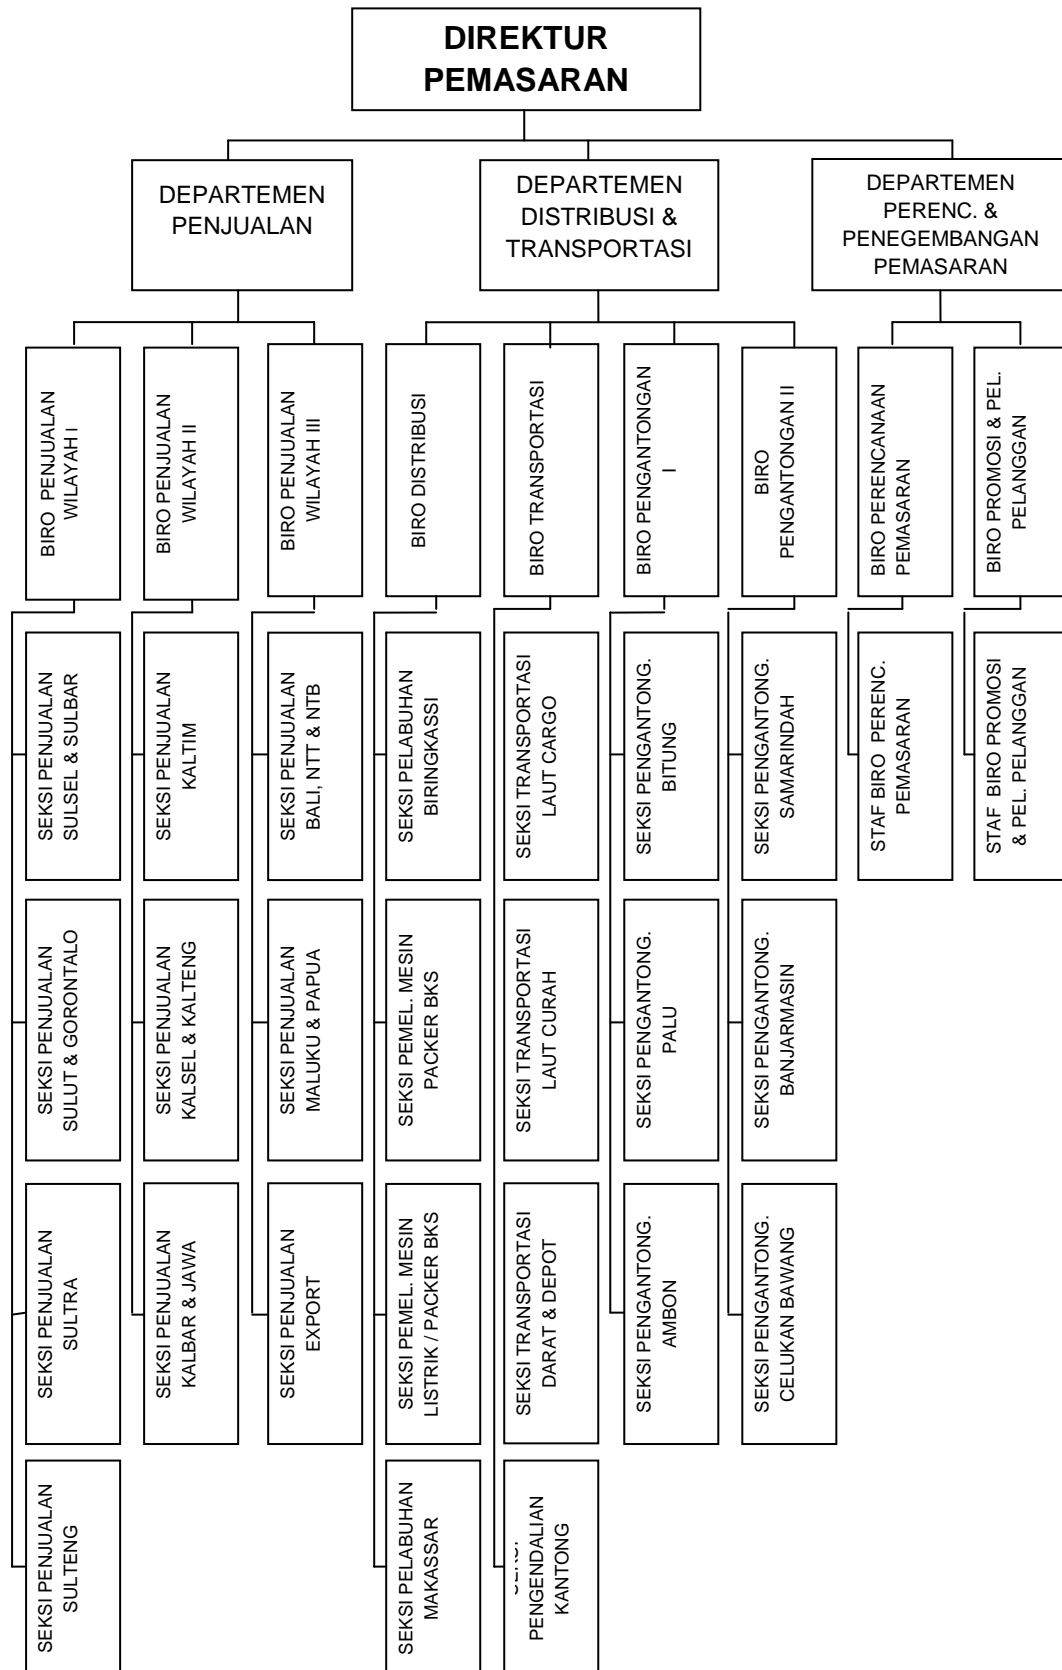 DIREKTUR
PEMASARAN
DEPARTEMEN
PENJUALAN
DEPARTEMEN
DISTRIBUSI &
TRANSPORTASI
DEPARTEMEN
PERENC. &
PENEGEMBANGAN
PEMASARAN
BIRO PENJUALAN
WILAYAH I
BIRO PENJUALAN
WILAYAH II
BIRO PENJUALAN
WILAYAH III
BIRO DISTRIBUSI
BIRO TRANSPORTASI
BIRO PENGANTONGAN
I
BIRO
PENGANTONGAN II
BIRO PERENCANAAN
PEMASARAN
BIRO PROMOSI & PEL.
PELANGGAN
SEKSI PENJUALAN
SULSEL & SULBAR
SEKSI PENJUALAN
KALTIM
SEKSI PENJUALAN
BALI, NTT & NTB
SEKSI PELABUHAN
BIRINGKASSI
SEKSI TRANSPORTASI
LAUT CARGO
SEKSI PENGANTONG.
BITUNG
SEKSI PENGANTONG.
SAMARINDAH
STAF BIRO PERENC.
PEMASARAN
STAF BIRO PROMOSI
& PEL. PELANGGAN
SEKSI PENJUALAN
SULUT & GORONTALO
SEKSI PENJUALAN
KALSEL & KALTENG
SEKSI PENJUALAN
MALUKU & PAPUA
SEKSI PEMEL. MESIN
PACKER BKS
SEKSI TRANSPORTASI
LAUT CURAH
SEKSI PENGANTONG.
PALU
SEKSI PENGANTONG.
BANJARMASIN
SEKSI PENJUALAN
SULTRA
SEKSI PENJUALAN
KALBAR & JAWA
SEKSI PENJUALAN
EXPORT
SEKSI PEMEL. MESIN
LISTRIK / PACKER BKS
SEKSI TRANSPORTASI
DARAT & DEPOT
SEKSI PENGANTONG.
AMBON
SEKSI PENGANTONG.
CELUKAN BAWANG
SEKSI PENJUALAN
SULTENG
SEKSI PELABUHAN
MAKASSAR
SEKSI
PENGENDALIAN
KANTONG